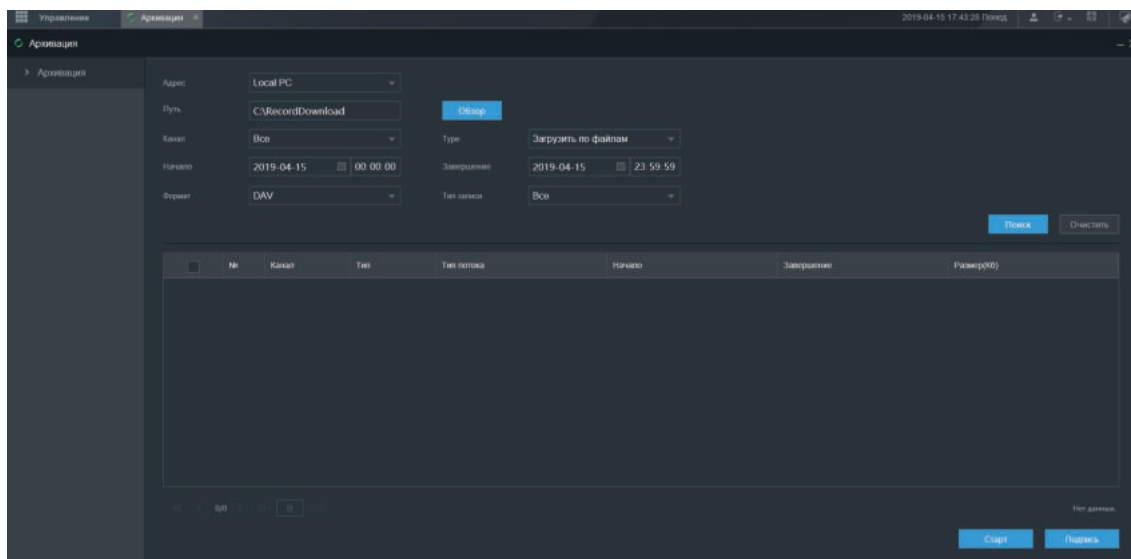 Управление Архивация × 2019-04-15 17:43:28 Понед.
Архивация
> Архивация
Адрес Local PC
Путь C:\RecordDownload Обзор
Канал Все Type Загрузить по файлам
Начало 2019-04-15 00:00:00 Завершение 2019-04-15 23:59:59
Формат DAV Тип записи Все
Поиск Очистить
№ Канал Тип Тип потока Начало Завершение Размер(Кб)
0/0 0 Нет данных.
Старт Подпись